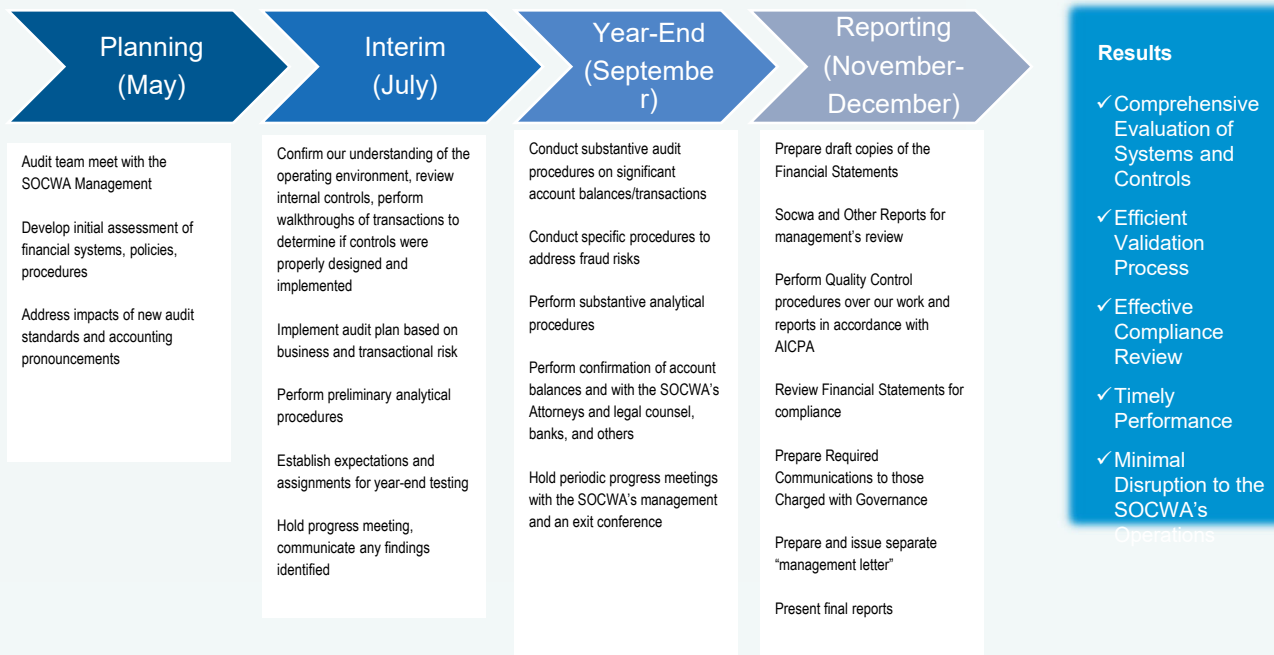 Planning
(May)
Interim
(July)
Year-End
(Septembe
r)
Reporting
(November-
December)
Audit team meet with the
SOCWA Management
Develop initial assessment of
financial systems, policies,
procedures
Address impacts of new audit
standards and accounting
pronouncements
Confirm our understanding of the
operating environment, review
internal controls, perform
walkthroughs of transactions to
determine if controls were
properly designed and
implemented
Implement audit plan based on
business and transactional risk
Perform preliminary analytical
procedures
Establish expectations and
assignments for year-end testing
Hold progress meeting,
communicate any findings
identified
Conduct substantive audit
procedures on significant
account balances/transactions
Conduct specific procedures to
address fraud risks
Perform substantive analytical
procedures
Perform confirmation of account
balances and with the SOCWA’s
Attorneys and legal counsel,
banks, and others
Hold periodic progress meetings
with the SOCWA’s management
and an exit conference
Prepare draft copies of the
Financial Statements
Socwa and Other Reports for
management’s review
Perform Quality Control
procedures over our work and
reports in accordance with
AICPA
Review Financial Statements for
compliance
Prepare Required
Communications to those
Charged with Governance
Prepare and issue separate
“management letter”
Present final reports
Results
✓Comprehensive
Evaluation of
Systems and
Controls
✓Efficient
Validation
Process
✓Effective
Compliance
Review
✓Timely
Performance
✓Minimal
Disruption to the
SOCWA’s
Operations